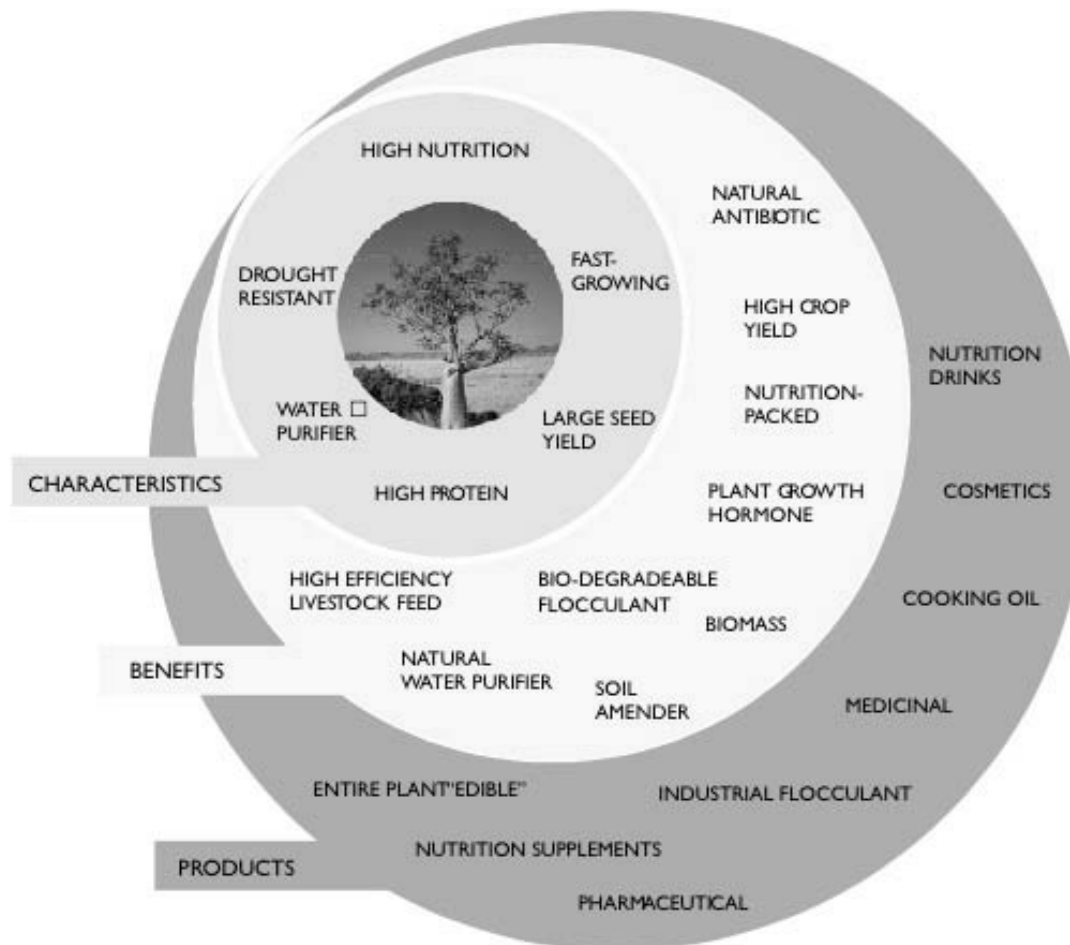 HIGH NUTRITION
DROUGHT
RESISTANT
FAST-
GROWING
WATER □
PURIFIER
LARGE SEED
YIELD
HIGH PROTEIN
CHARACTERISTICS
NATURAL
ANTIBIOTIC
HIGH CROP
YIELD
NUTRITION-
PACKED
PLANT GROWTH
HORMONE
HIGH EFFICIENCY
LIVESTOCK FEED
BIO-DEGRADEABLE
FLOCCULANT
BIOMASS
NATURAL
WATER PURIFIER
SOIL
AMENDER
BENEFITS
NUTRITION
DRINKS
COSMETICS
COOKING OIL
MEDICINAL
ENTIRE PLANT"EDIBLE"
INDUSTRIAL FLOCCULANT
NUTRITION SUPPLEMENTS
PHARMACEUTICAL
PRODUCTS